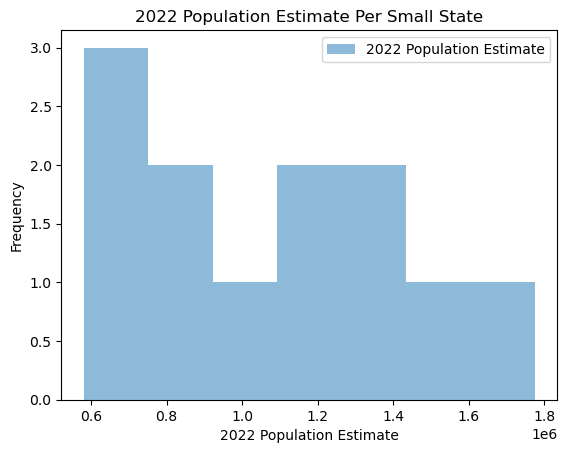 2022 Population Estimate Per Small State
2022 Population Estimate
3.0
2.5
2.0
1.5
1.0
0.5
0.0
Frequency
0.6
0.8
1.0
1.2
1.4
1.6
1.8
1e6
2022 Population Estimate